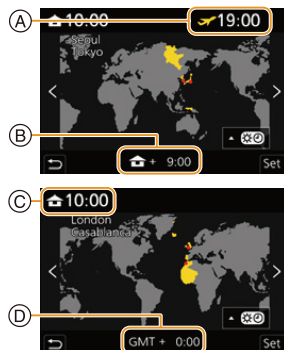 A
10:00 19:00
Seoul
Tokyo
B
+ 9:00
Set
C
10:00
London
Casablanca
D
GMT + 0:00
Set